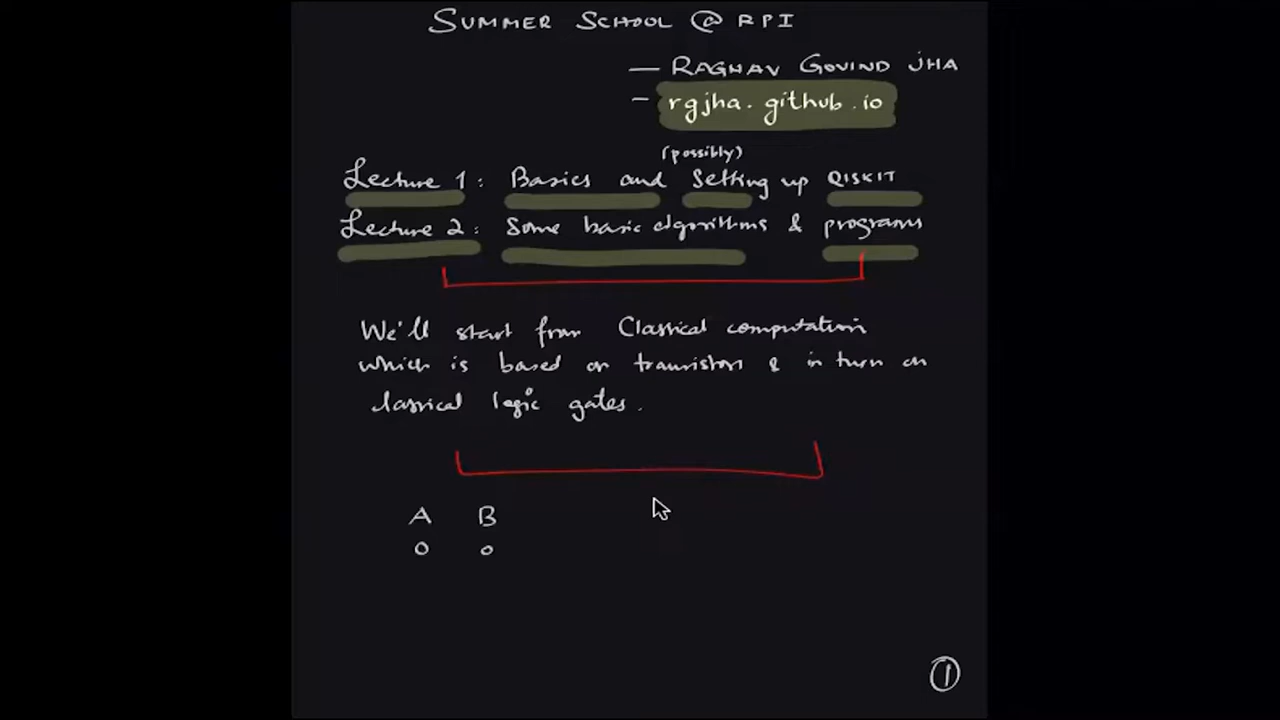 SUMMER SCHOOL @ RPI
— RAGHAV GOVIND JHA
- rgjha.github.io
(possibly)
Lecture 1: Basics and Setting up QISKIT
Lecture 2: Some basic algorithms & programs
We'll start from Classical computation
which is based on transistors & in turn on
classical logic gates.
A B
0 0
1